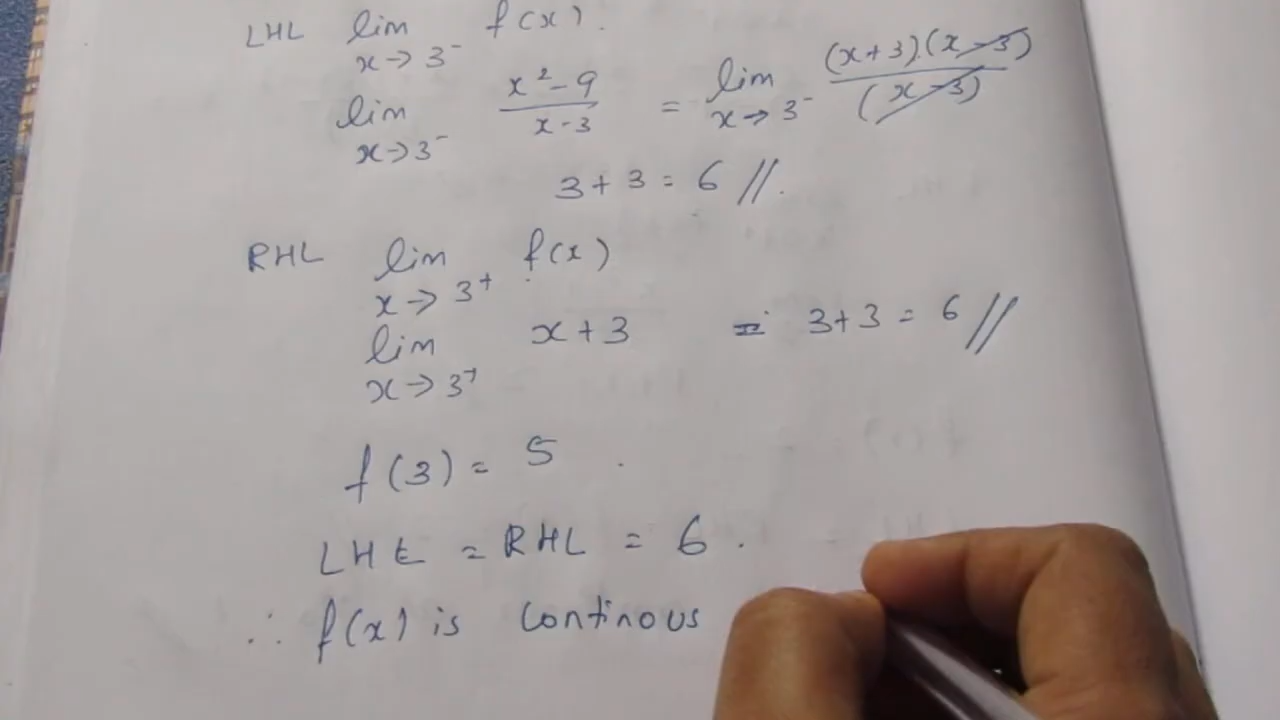 LHL lim f(x).
x→3⁻
lim x²-9 / x-3 = lim (x+3).(x-3) / (x-3)
x→3⁻ x→3⁻
3+3 = 6 //.
RHL lim f(x)
x→3⁺
lim x+3 = 3+3 = 6 //
x→3⁺
f(3) = 5 .
LHL = RHL = 6 .
∴ f(x) is continous